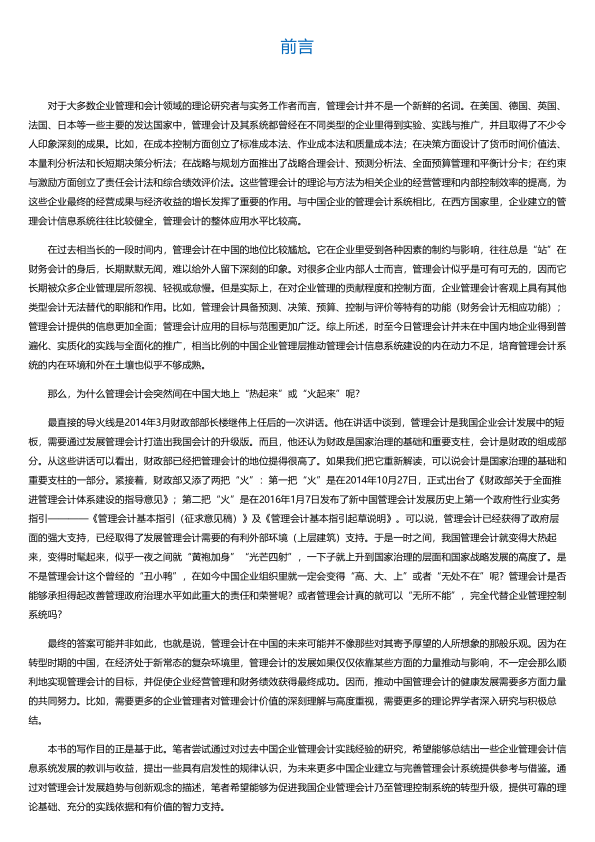 前言
对于大多数企业管理和会计领域的理论研究者与实务工作者而言，管理会计并不是一个新鲜的名词。在美国、德国、英国、
法国、日本等一些主要的发达国家中，管理会计及其系统都曾经在不同类型的企业里得到实验、实践与推广，并且取得了不少令
人印象深刻的成果。比如，在成本控制方面创立了标准成本法、作业成本法和质量成本法；在决策方面设计了货币时间价值法、
本量利分析法和长短期决策分析法；在战略与规划方面推出了战略合理会计、预测分析法、全面预算管理和平衡计分卡；在约束
与激励方面创立了责任会计法和综合绩效评价法。这些管理会计的理论与方法为相关企业的经营管理和内部控制效率的提高，为
这些企业最终的经营成果与经济收益的增长发挥了重要的作用。与中国企业的管理会计系统相比，在西方国家里，企业建立的管
理会计信息系统往往比较健全，管理会计的整体应用水平比较高。
在过去相当长的一段时间内，管理会计在中国的地位比较尴尬。它在企业里受到各种因素的制约与影响，往往总是“站”在
财务会计的身后，长期默默无闻，难以给外人留下深刻的印象。对很多企业内部人士而言，管理会计似乎是可有可无的，因而它
长期被众多企业管理层所忽视、轻视或怠慢。但是实际上，在对企业管理的贡献程度和控制方面，企业管理会计客观上具有其他
类型会计无法替代的职能和作用。比如，管理会计具备预测、决策、预算、控制与评价等特有的功能（财务会计无相应功能）；
管理会计提供的信息更加全面；管理会计应用的目标与范围更加广泛。综上所述，时至今日管理会计并未在中国内地企业得到普
遍化、实质化的实践与全面化的推广，相当比例的中国企业管理层推动管理会计信息系统建设的内在动力不足，培育管理会计系
统的内在环境和外在土壤也似乎不够成熟。
那么，为什么管理会计会突然间在中国大地上“热起来”或“火起来”呢？
最直接的导火线是2014年3月财政部部长楼继伟上任后的一次讲话。他在讲话中谈到，管理会计是我国企业会计发展中的短
板，需要通过发展管理会计打造出我国会计的升级版。而且，他还认为财政是国家治理的基础和重要支柱，会计是财政的组成部
分。从这些讲话可以看出，财政部已经把管理会计的地位提得很高了。如果我们把它重新解读，可以说会计是国家治理的基础和
重要支柱的一部分。紧接着，财政部又添了两把“火”：第一把“火”是在2014年10月27日，正式出台了《财政部关于全面推
进管理会计体系建设的指导意见》；第二把“火”是在2016年1月7日发布了新中国管理会计发展历史上第一个政府性行业实务
指引————《管理会计基本指引（征求意见稿）》及《管理会计基本指引起草说明》。可以说，管理会计已经获得了政府层
面的强大支持，已经取得了发展管理会计需要的有利外部环境（上层建筑）支持。于是一时之间，我国管理会计就变得大热起
来，变得时髦起来，似乎一夜之间就“黄袍加身”“光芒四射”，一下子就上升到国家治理的层面和国家战略发展的高度了。是
不是管理会计这个曾经的“丑小鸭”，在如今中国企业组织里就一定会变得“高、大、上”或者“无处不在”呢？管理会计是否
能够承担得起改善管理政府治理水平如此重大的责任和荣誉呢？或者管理会计真的就可以“无所不能”，完全代替企业管理控制
系统吗？
最终的答案可能并非如此，也就是说，管理会计在中国的未来可能并不像那些对其寄予厚望的人所想象的那般乐观。因为在
转型时期的中国，在经济处于新常态的复杂环境里，管理会计的发展如果仅仅依靠某些方面的力量推动与影响，不一定会那么顺
利地实现管理会计的目标，并促使企业经营管理和财务绩效获得最终成功。因而，推动中国管理会计的健康发展需要多方面力量
的共同努力。比如，需要更多的企业管理者对管理会计价值的深刻理解与高度重视，需要更多的理论界学者深入研究与积极总
结。
本书的写作目的正是基于此。笔者尝试通过对过去中国企业管理会计实践经验的研究，希望能够总结出一些企业管理会计信
息系统发展的教训与收益，提出一些具有启发性的规律认识，为未来更多中国企业建立与完善管理会计系统提供参考与借鉴。通
过对管理会计发展趋势与创新观念的描述，笔者希望能够为促进我国企业管理会计乃至管理控制系统的转型升级，提供可靠的理
论基础、充分的实践依据和有价值的智力支持。